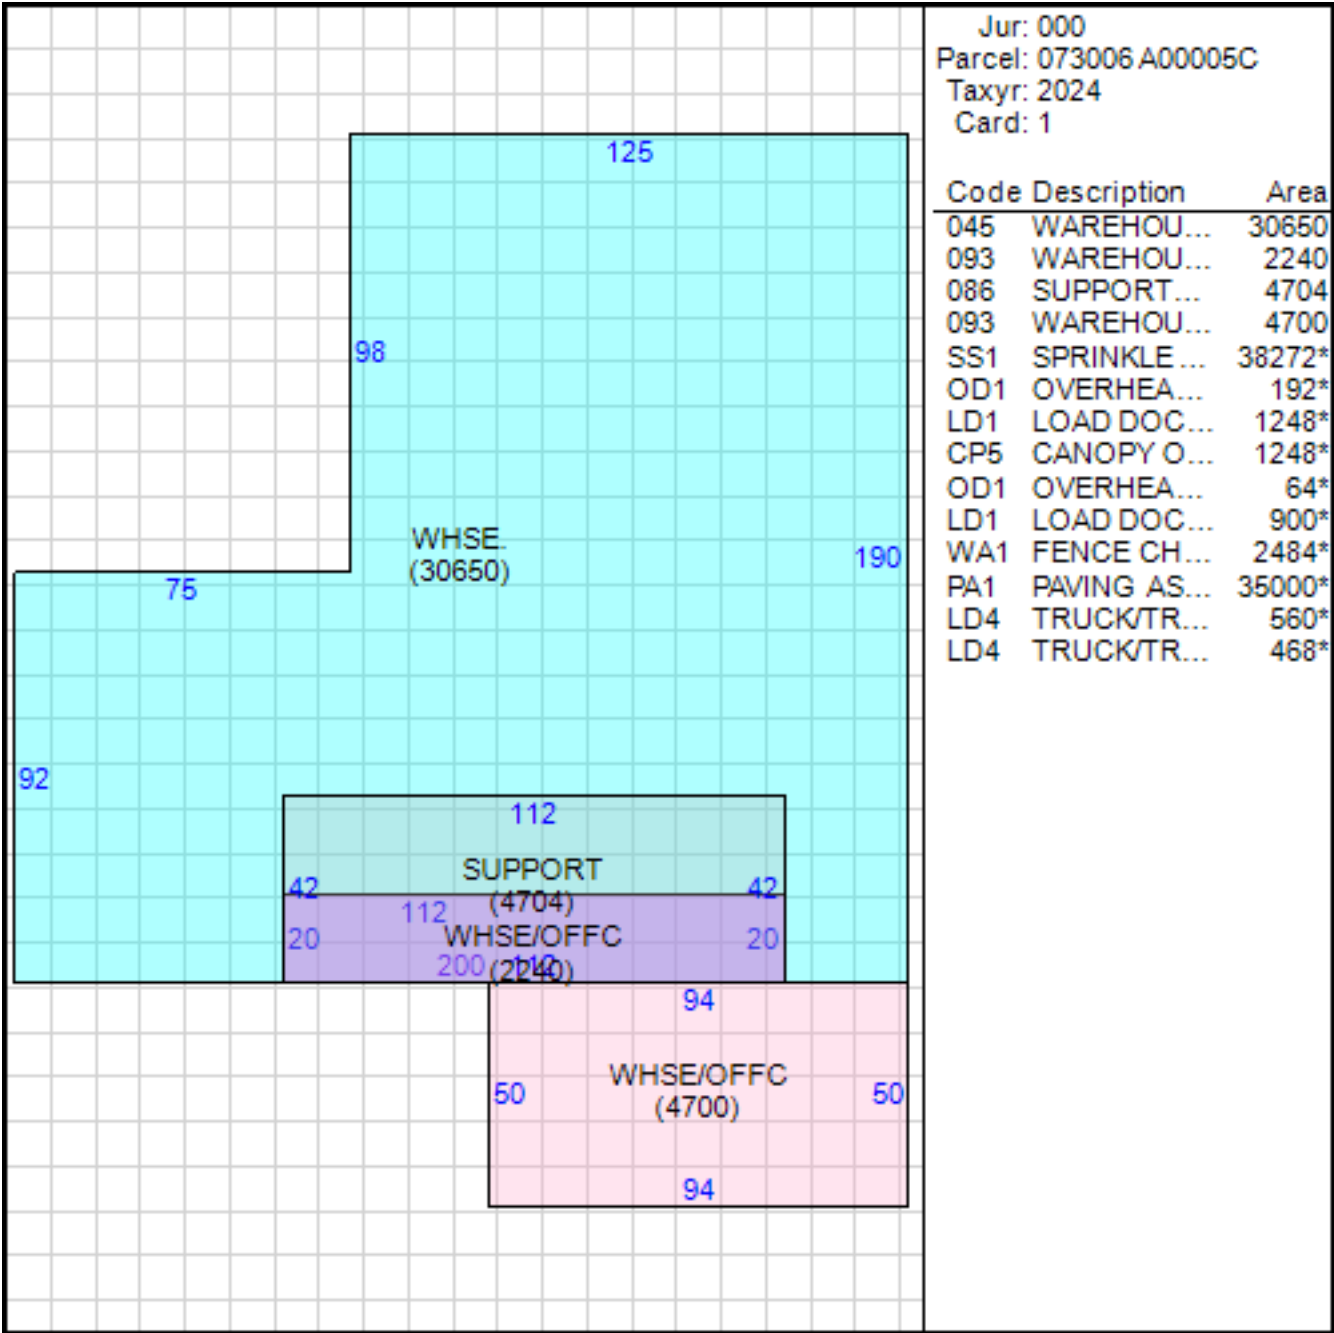 Jur: 000
Parcel: 073006 A00005C
Taxyr: 2024
Card: 1
Code Description Area
045 WAREHOU... 30650
093 WAREHOU... 2240
086 SUPPORT... 4704
093 WAREHOU... 4700
SS1 SPRINKLE... 38272*
OD1 OVERHEA... 192*
LD1 LOAD DOC... 1248*
CP5 CANOPY O... 1248*
OD1 OVERHEA... 64*
LD1 LOAD DOC... 900*
WA1 FENCE CH... 2484*
PA1 PAVING AS... 35000*
LD4 TRUCK/TR... 560*
LD4 TRUCK/TR... 468*
125
98
WHSE.
(30650)
190
75
92
112
SUPPORT
42 42
(4704)
112
WHSE/OFFC
20 20
200 (2240) 112
94
WHSE/OFFC
50 50
(4700)
94